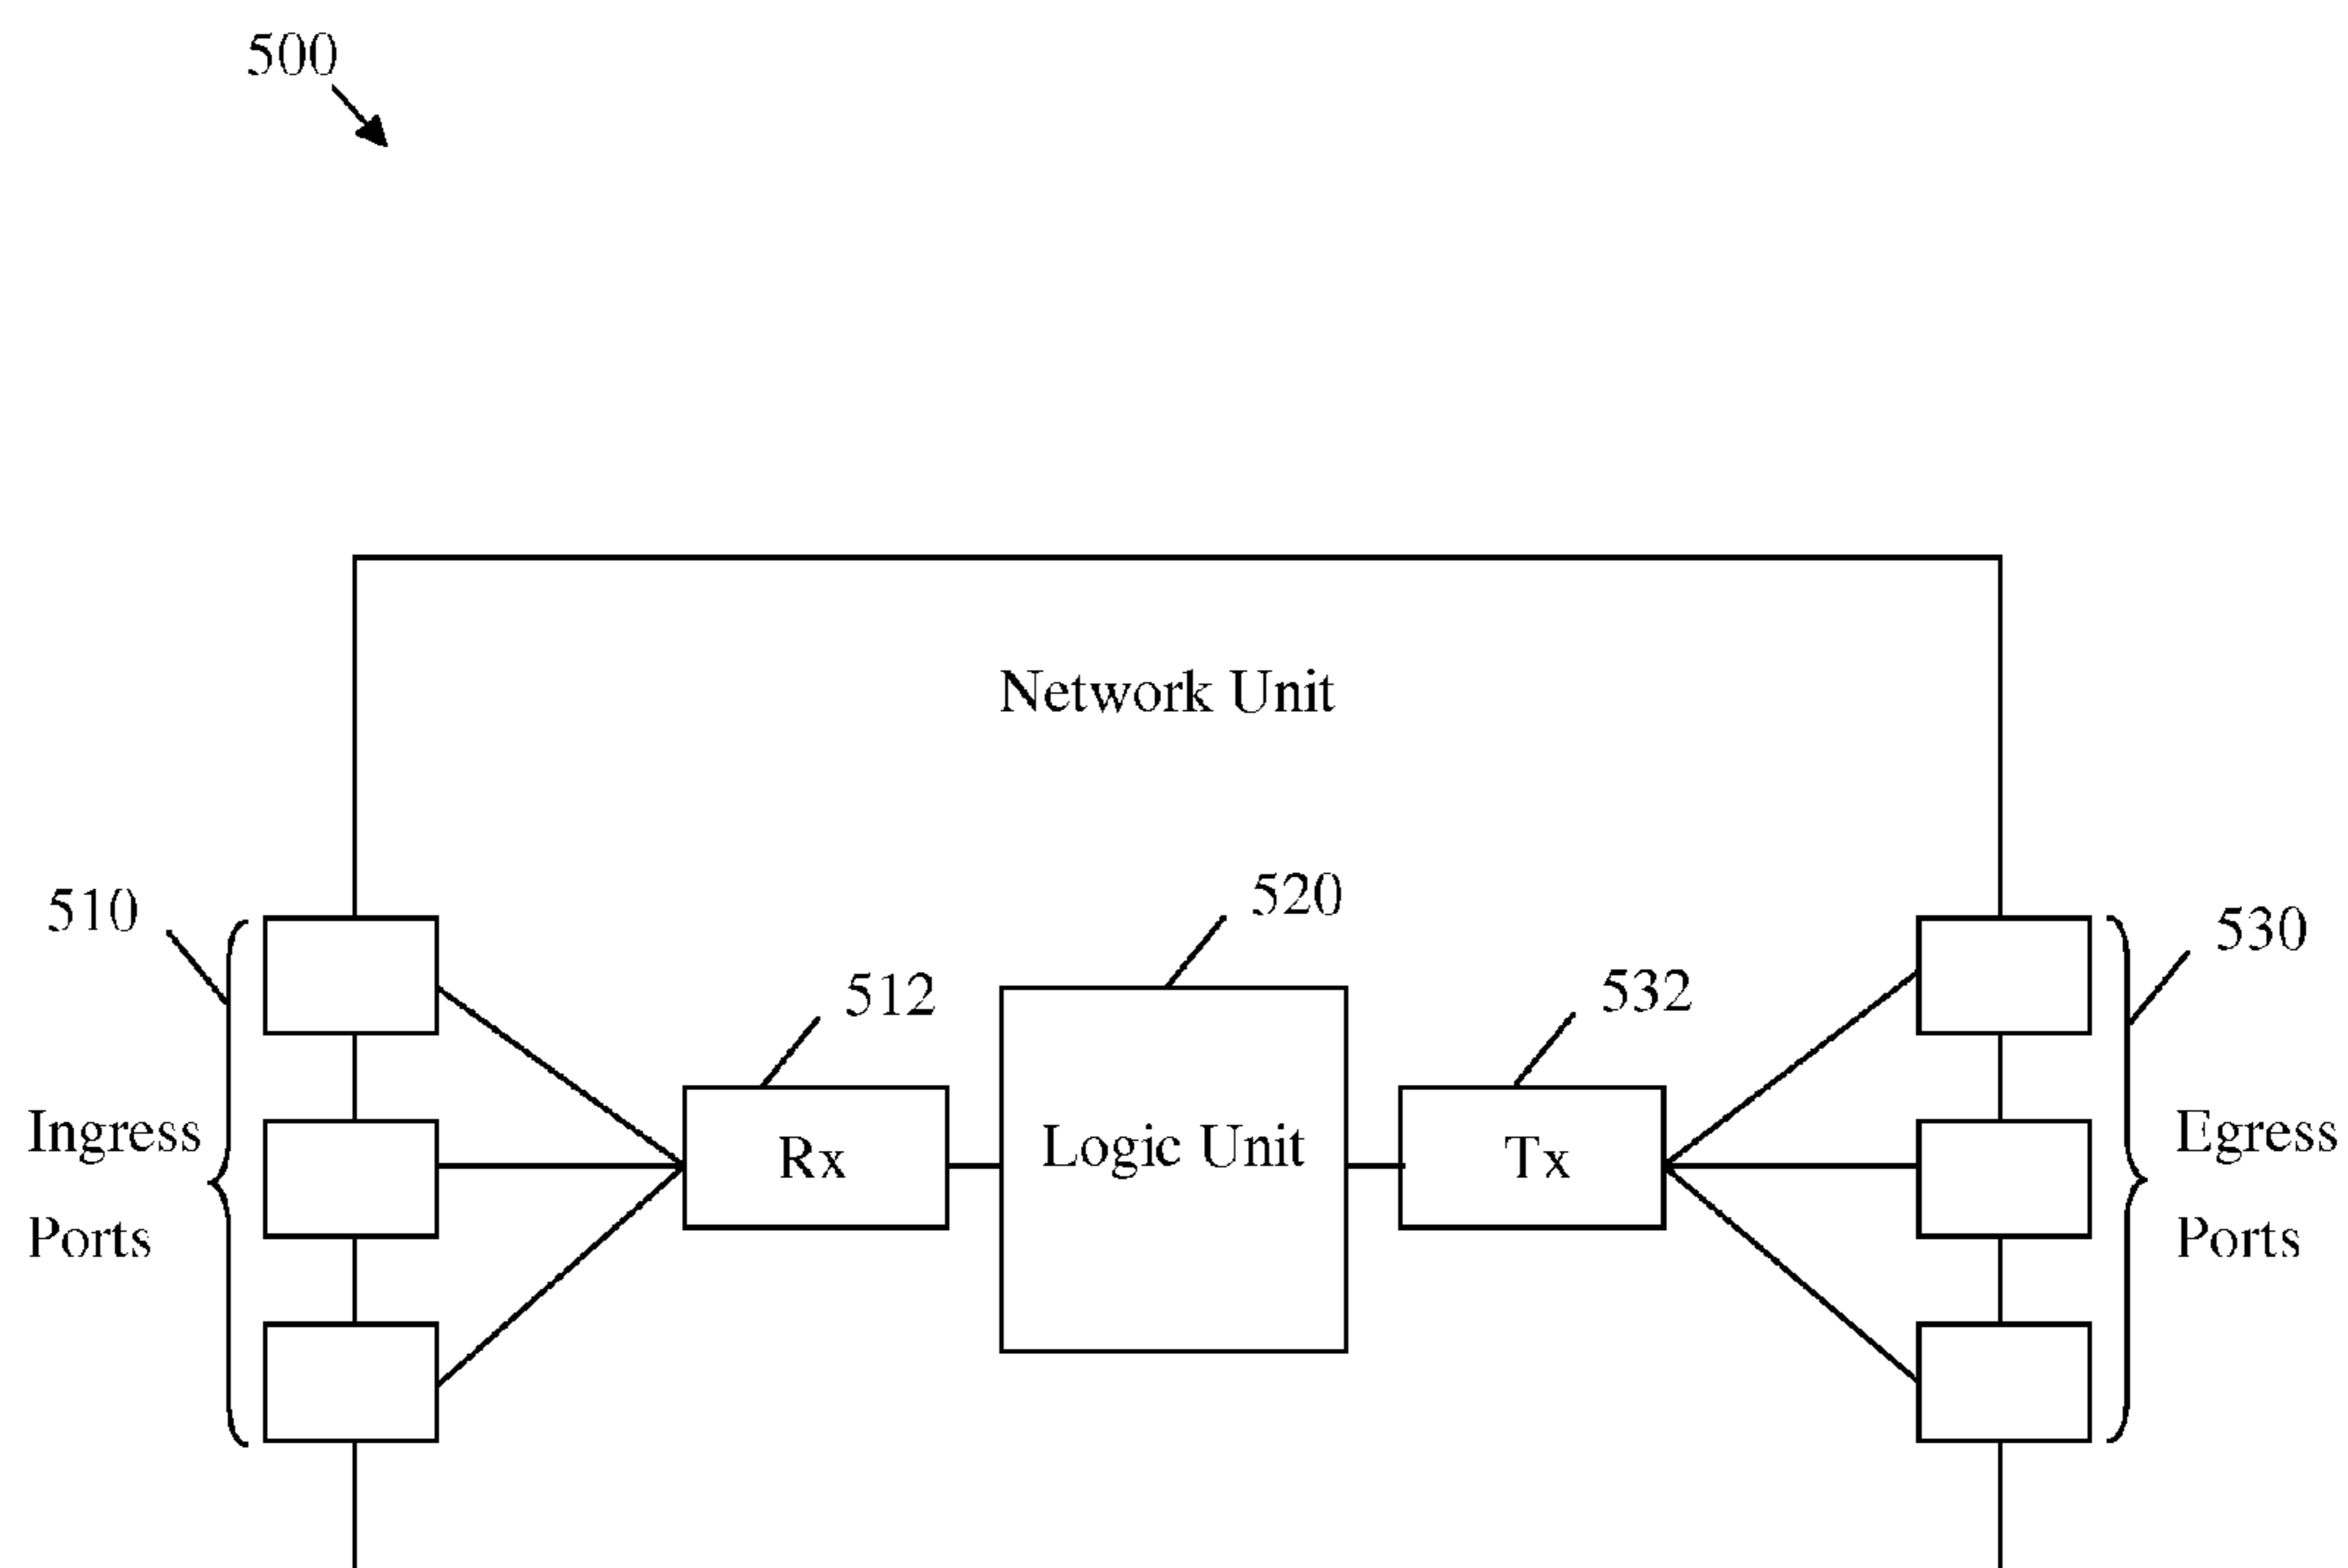 500
Network Unit
510
520
530
512
532
Ingress
Ports
Rx
Logic Unit
Tx
Egress
Ports